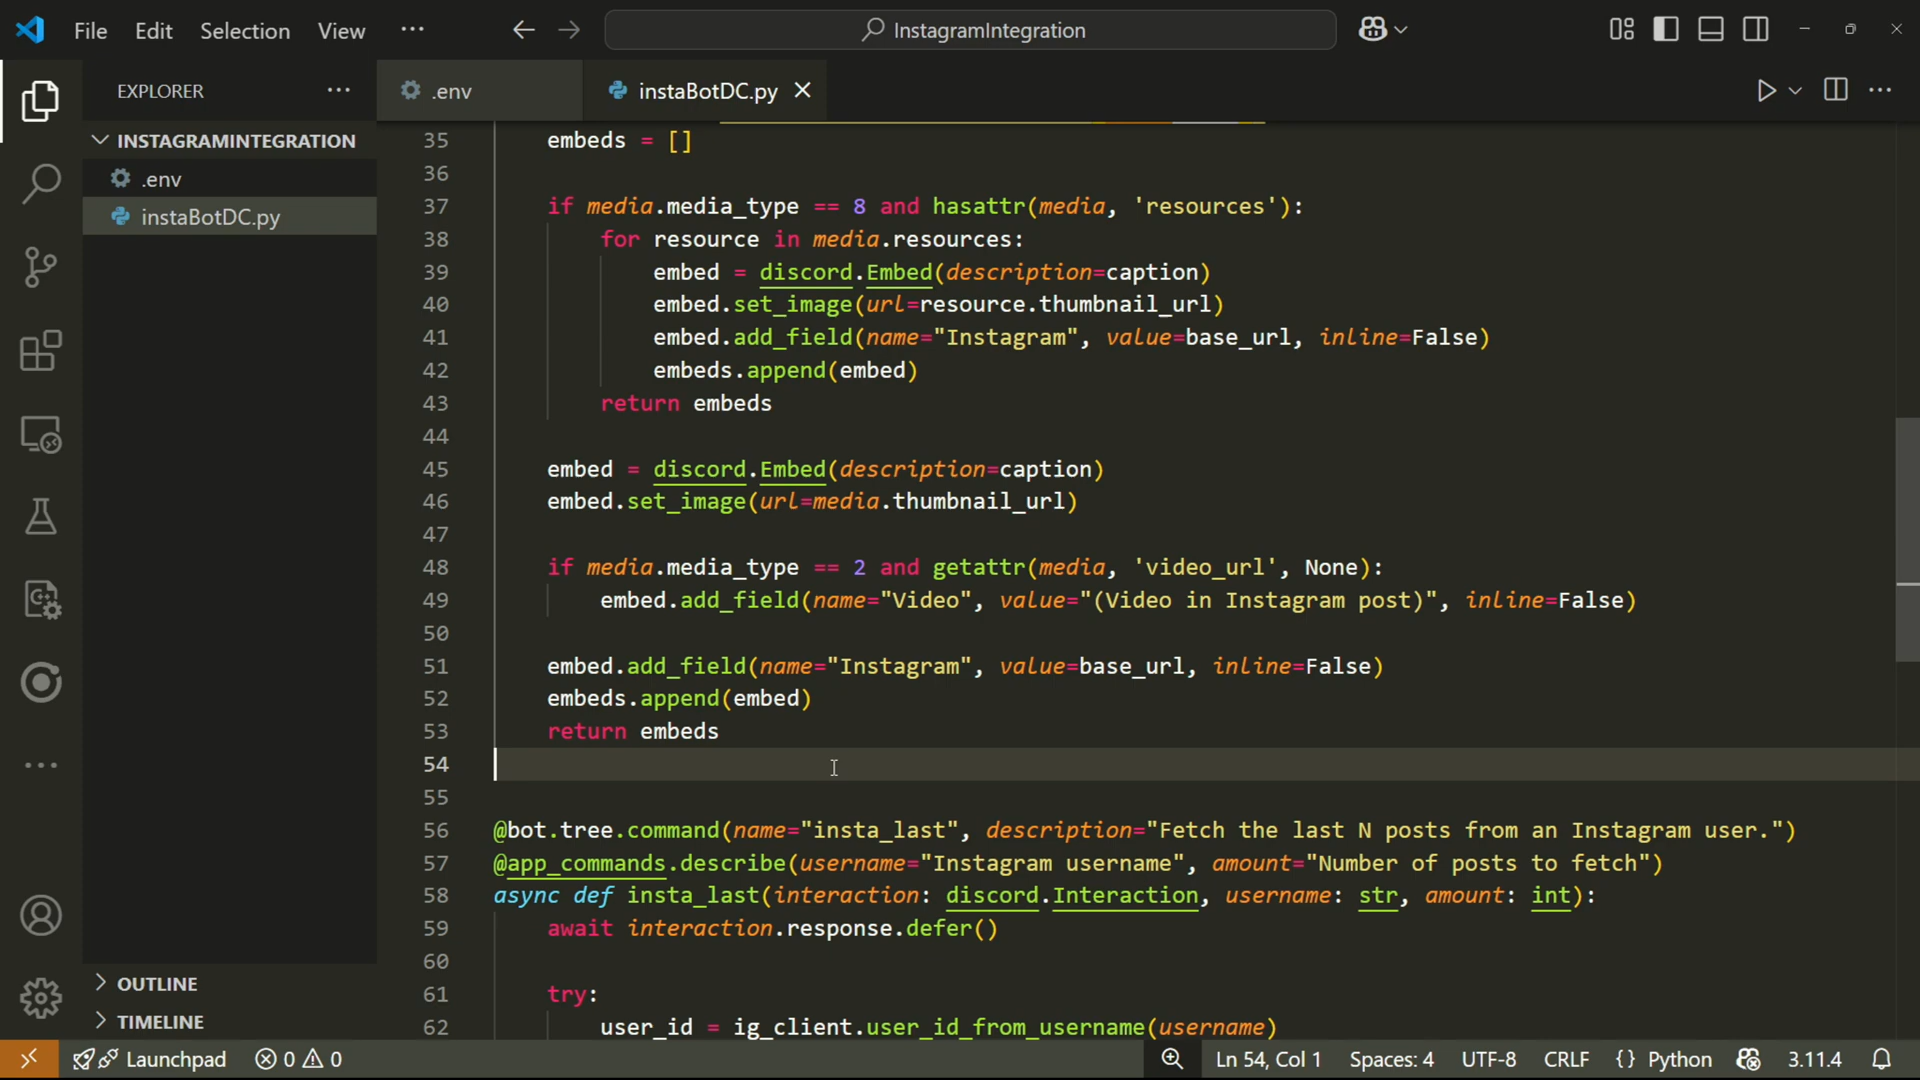 File Edit Selection View ··· InstagramIntegration
EXPLORER ··· .env instaBotDC.py
INSTAGRAMINTEGRATION
.env
instaBotDC.py
35 embeds = []
36
37 if media.media_type == 8 and hasattr(media, 'resources'):
38 for resource in media.resources:
39 embed = discord.Embed(description=caption)
40 embed.set_image(url=resource.thumbnail_url)
41 embed.add_field(name="Instagram", value=base_url, inline=False)
42 embeds.append(embed)
43 return embeds
44
45 embed = discord.Embed(description=caption)
46 embed.set_image(url=media.thumbnail_url)
47
48 if media.media_type == 2 and getattr(media, 'video_url', None):
49 embed.add_field(name="Video", value="(Video in Instagram post)", inline=False)
50
51 embed.add_field(name="Instagram", value=base_url, inline=False)
52 embeds.append(embed)
53 return embeds
54
55
56 @bot.tree.command(name="insta_last", description="Fetch the last N posts from an Instagram user.")
57 @app_commands.describe(username="Instagram username", amount="Number of posts to fetch")
58 async def insta_last(interaction: discord.Interaction, username: str, amount: int):
59 await interaction.response.defer()
60
61 try:
62 user_id = ig_client.user_id_from_username(username)
OUTLINE
TIMELINE
Launchpad 0 0 Ln 54, Col 1 Spaces: 4 UTF-8 CRLF {} Python 3.11.4